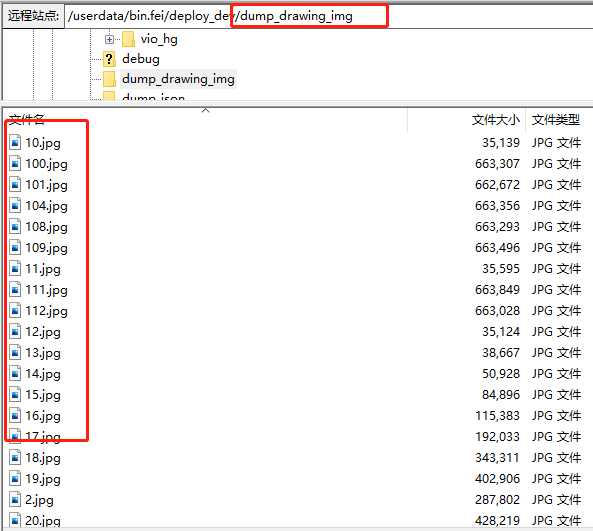 远程站点: /userdata/bin.fei/deploy_dev/dump_drawing_img
vio_hg
? debug
dump_drawing_img
dump_json
文件名 文件大小 文件类型
10.jpg 35,139 JPG 文件
100.jpg 663,307 JPG 文件
101.jpg 662,672 JPG 文件
104.jpg 663,356 JPG 文件
108.jpg 663,293 JPG 文件
109.jpg 663,496 JPG 文件
11.jpg 35,595 JPG 文件
111.jpg 663,849 JPG 文件
112.jpg 663,028 JPG 文件
12.jpg 35,124 JPG 文件
13.jpg 38,667 JPG 文件
14.jpg 50,928 JPG 文件
15.jpg 84,896 JPG 文件
16.jpg 115,383 JPG 文件
17.jpg 192,033 JPG 文件
18.jpg 343,311 JPG 文件
19.jpg 402,906 JPG 文件
2.jpg 287,802 JPG 文件
20.jpg 428,219 JPG 文件